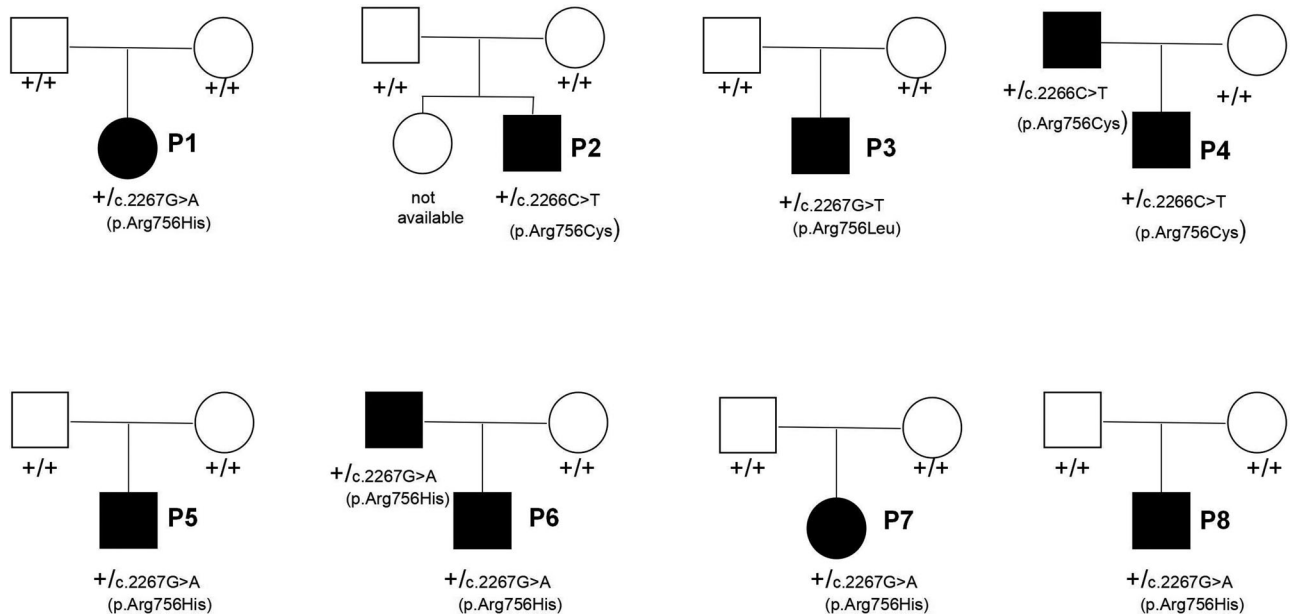 +/+
+/+
P1
+/c.2267G>A
(p.Arg756His)
+/+
+/+
P2
not
available
+/c.2266C>T
(p.Arg756Cys)
+/+
+/+
P3
+/c.2267G>T
(p.Arg756Leu)
+/c.2266C>T
(p.Arg756Cys)
+/+
P4
+/c.2266C>T
(p.Arg756Cys)
+/+
+/+
P5
+/c.2267G>A
(p.Arg756His)
+/c.2267G>A
(p.Arg756His)
+/+
P6
+/c.2267G>A
(p.Arg756His)
+/+
+/+
P7
+/c.2267G>A
(p.Arg756His)
+/+
+/+
P8
+/c.2267G>A
(p.Arg756His)